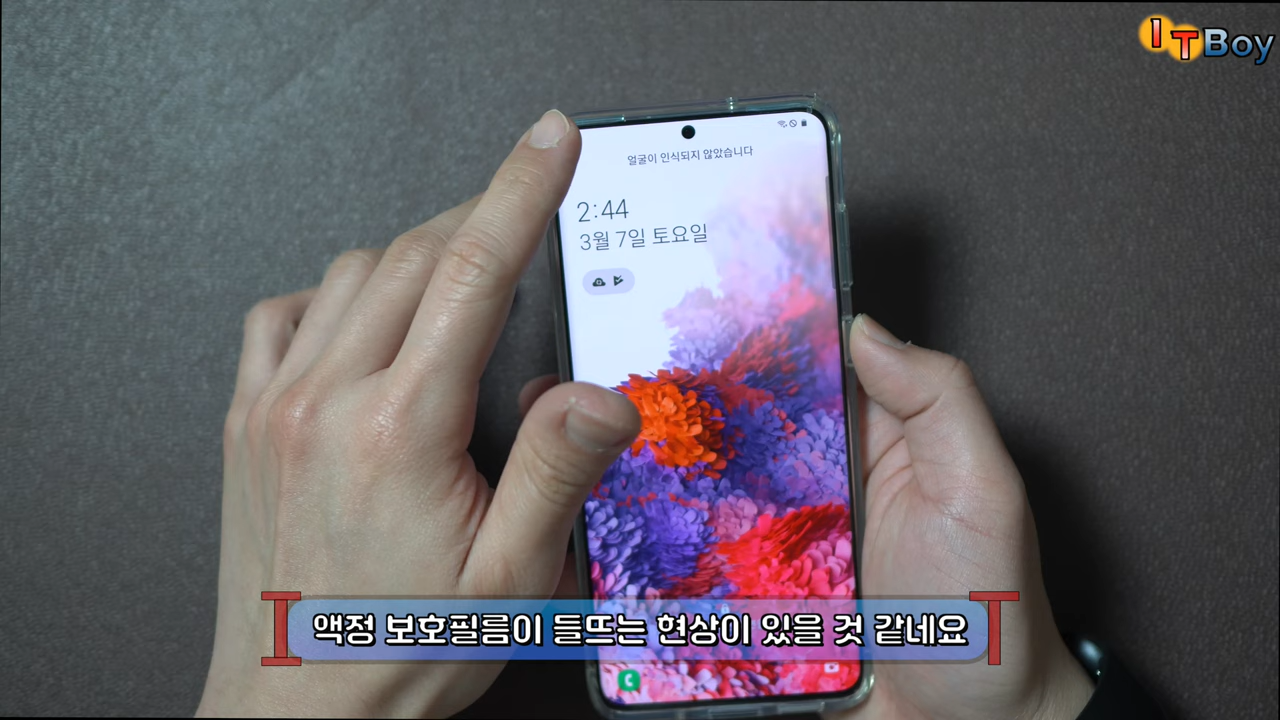 IT Boy
얼굴이 인식되지 않았습니다
2:44
3월 7일 토요일
I 액정 보호필름이 들뜨는 현상이 있을 것 같네요 T